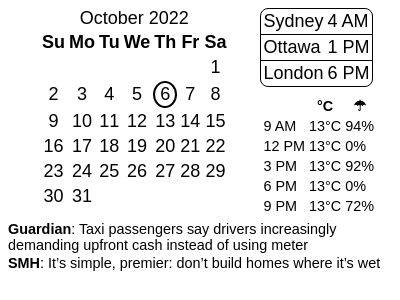 October 2022
Su Mo Tu We Th Fr Sa
1
2 3 4 5 6 7 8
9 10 11 12 13 14 15
16 17 18 19 20 21 22
23 24 25 26 27 28 29
30 31
Sydney 4 AM
Ottawa 1 PM
London 6 PM
°C ☂
9 AM 13°C 94%
12 PM 13°C 0%
3 PM 13°C 92%
6 PM 13°C 0%
9 PM 13°C 72%
Guardian: Taxi passengers say drivers increasingly
demanding upfront cash instead of using meter
SMH: It’s simple, premier: don’t build homes where it’s wet